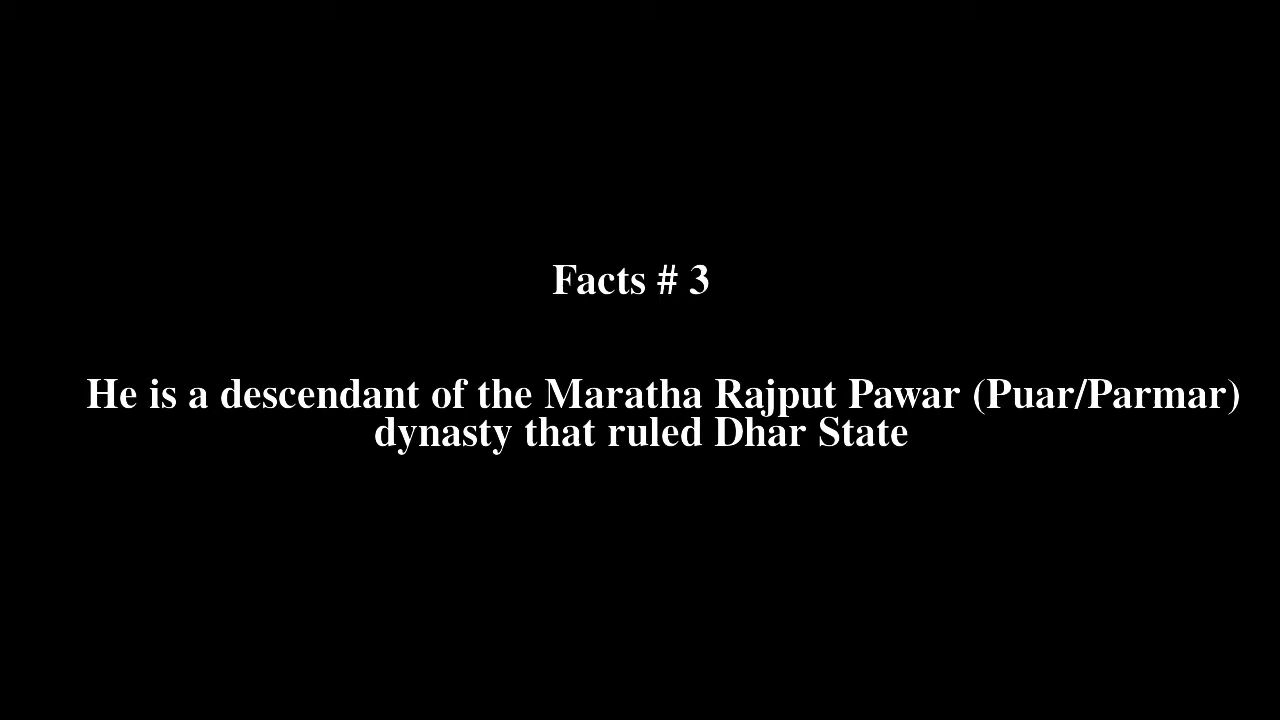 Facts # 3
He is a descendant of the Maratha Rajput Pawar (Puar/Parmar)
dynasty that ruled Dhar State